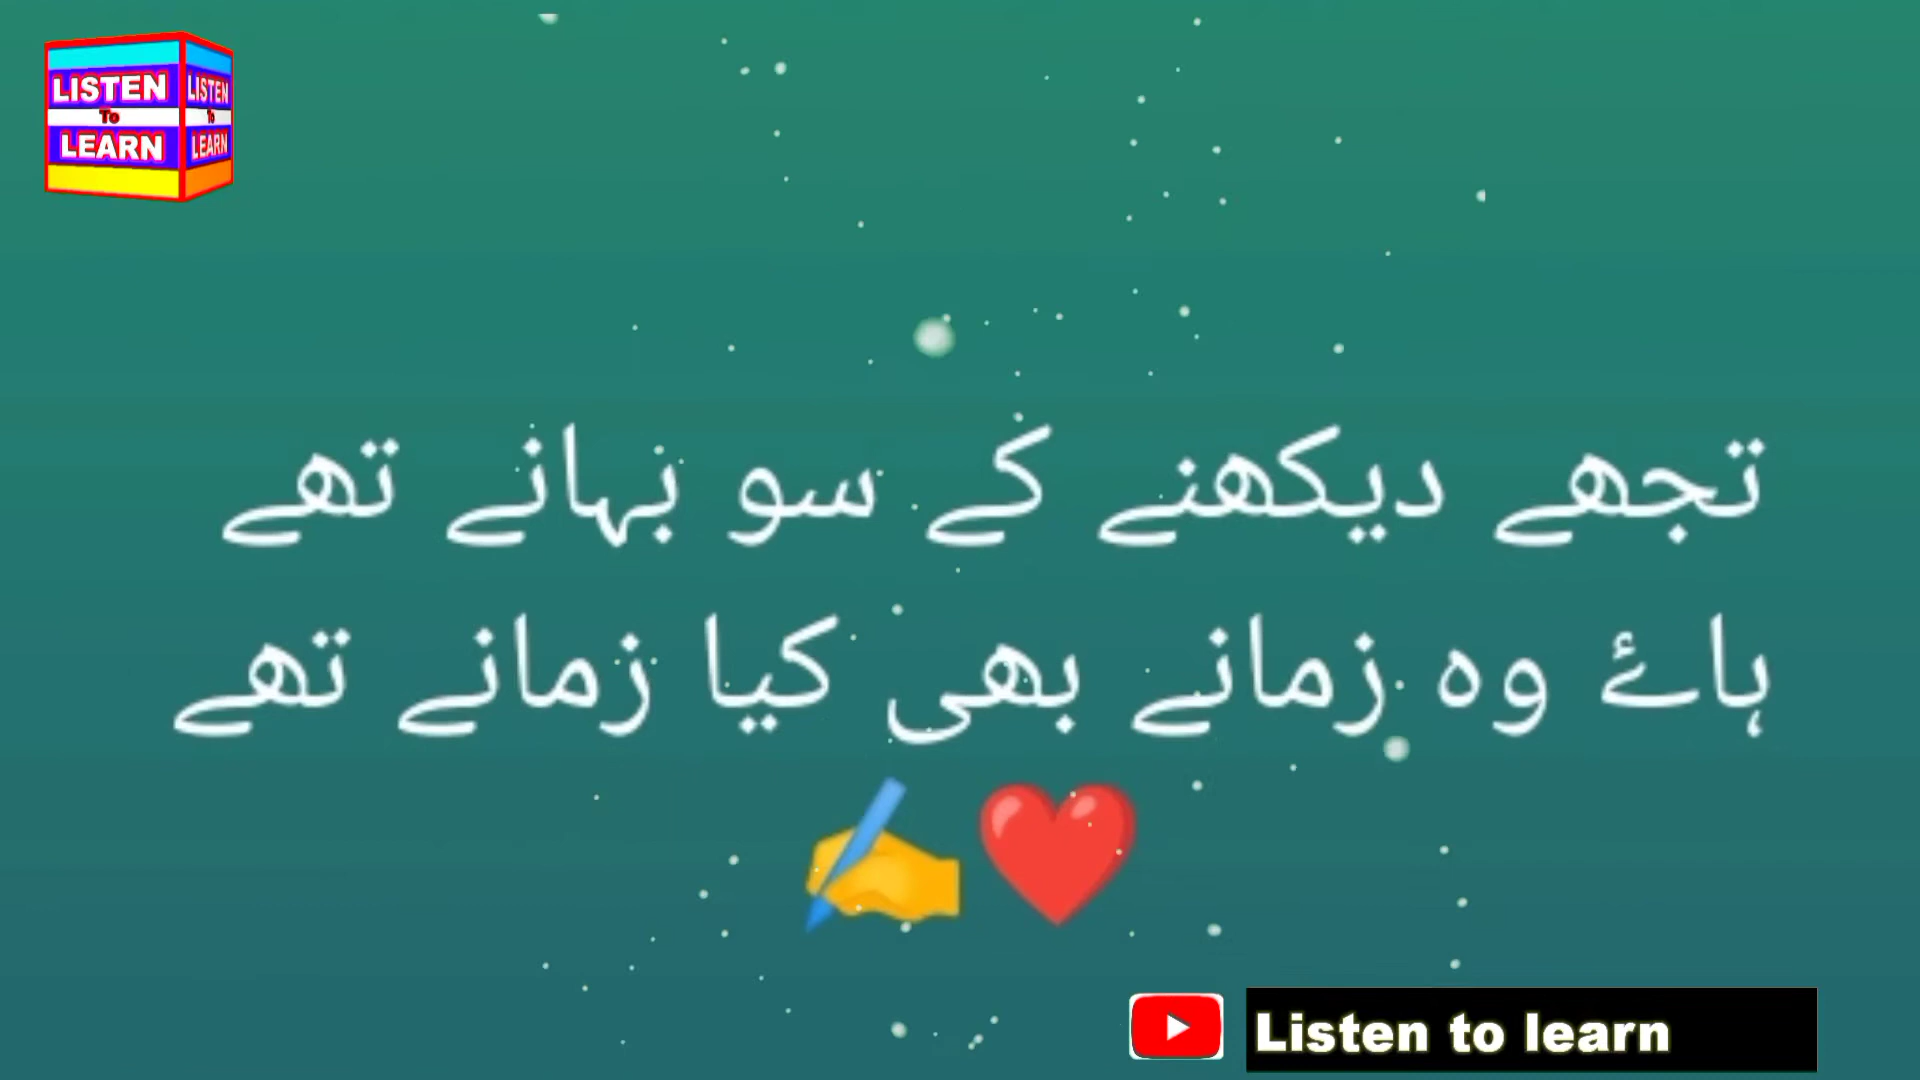 LISTEN
To
LEARN
LISTEN
To
LEARN
تجھے دیکھنے کے سو بہانے تھے
ہائے وہ زمانے بھی کیا زمانے تھے
✍❤
Listen to learn